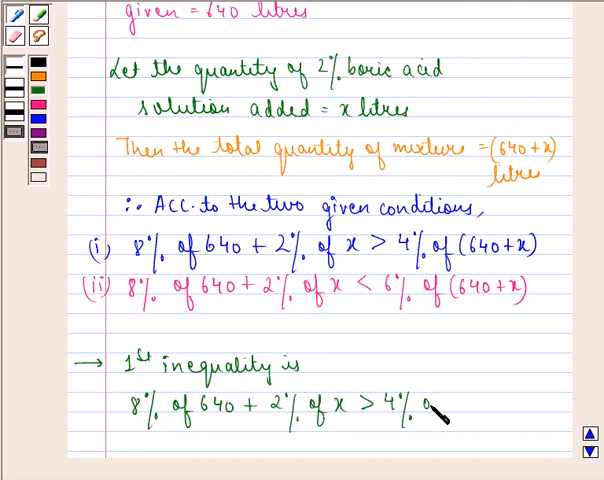 given = 640 litres
Let the quantity of 2% boric acid
solution added = x litres
Then the total quantity of mixture = (640+x)
litres
∴ ACC. to the two given conditions,
(i) 8% of 640 + 2% of x > 4% of (640+x)
(ii) 8% of 640 + 2% of x < 6% of (640+x)
→ 1st inequality is
8% of 640 + 2% of x > 4% o